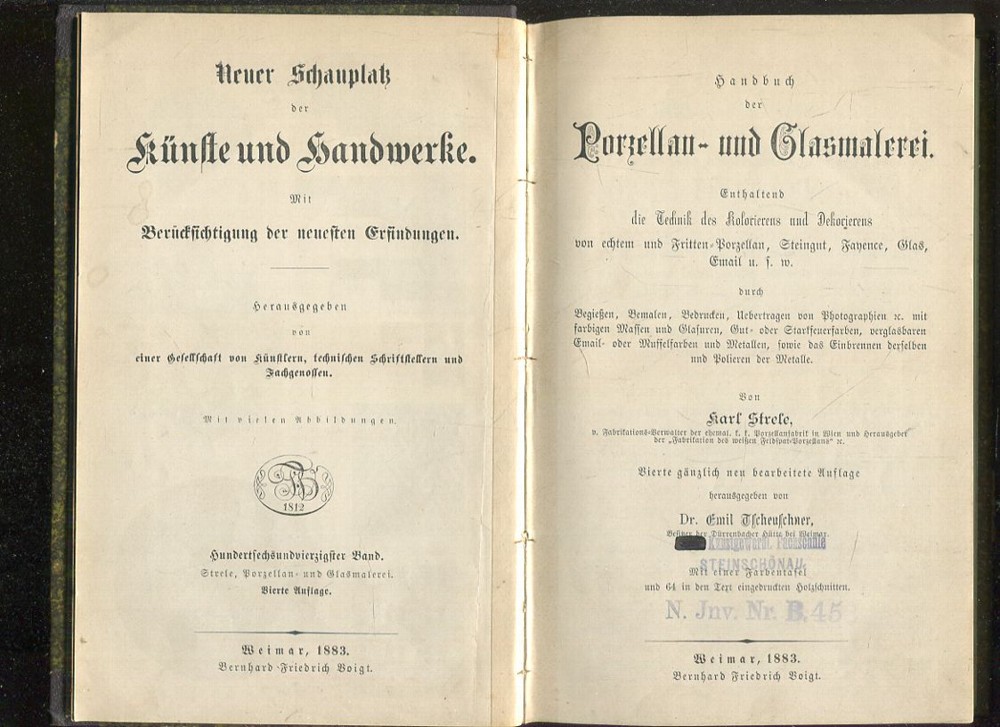 Neuer Schauplatz
der
Künste und Handwerke.
Mit
Berücksichtigung der neuesten Erfindungen.
Herausgegeben
von
einer Gesellschaft von Künstlern, technischen Schriftstellern und
Fachgenossen.
Mit vielen Abbildungen.
1812
Hundertsechsundvierzigster Band.
Strele, Porzellan- und Glasmalerei.
Vierte Auflage.
Weimar, 1883.
Bernhard Friedrich Voigt.
Handbuch
der
Porzellan- und Glasmalerei.
Enthaltend
die Technik des Kolorierens und Dekorierens
von echtem und Fritten-Porzellan, Steingut, Fayence, Glas,
Email u. s. w.
durch
Begießen, Bemalen, Bedrucken, Uebertragen von Photographien ꝛc. mit
farbigen Massen und Glasuren, Gut- oder Starkfeuerfarben, verglasbaren
Email- oder Muffelfarben und Metallen, sowie das Einbrennen derselben
und Polieren der Metalle.
Von
Karl Strele,
v. Fabrikations-Verwalter der ehemal. k. k. Porzellanfabrik in Wien und Herausgeber
der „Fabrikation des weißen Feldspat-Porzellans" ꝛc.
Vierte gänzlich neu bearbeitete Auflage
herausgegeben von
Dr. Emil Tscheuschner,
Besitzer der Dürrenbacher Hütte bei Weimar.
Kunstgewerbl. Fachschule
STEINSCHÖNAU.
Mit einer Farbentafel
und 64 in den Text eingedruckten Holzschnitten.
N. Jnv. Nr. B.45
Weimar, 1883.
Bernhard Friedrich Voigt.